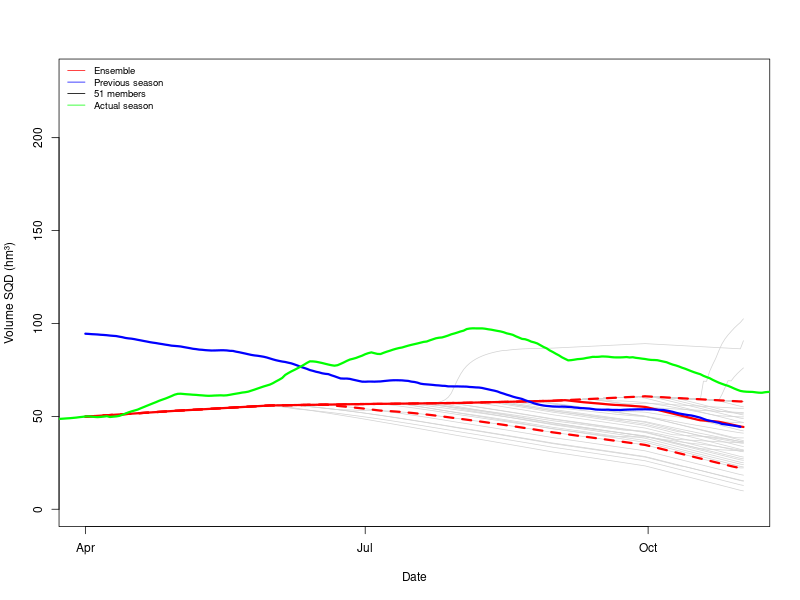 Ensemble
Previous season
51 members
Actual season
Volume SQD (hm³)
200
150
100
50
0
Apr
Jul
Oct
Date